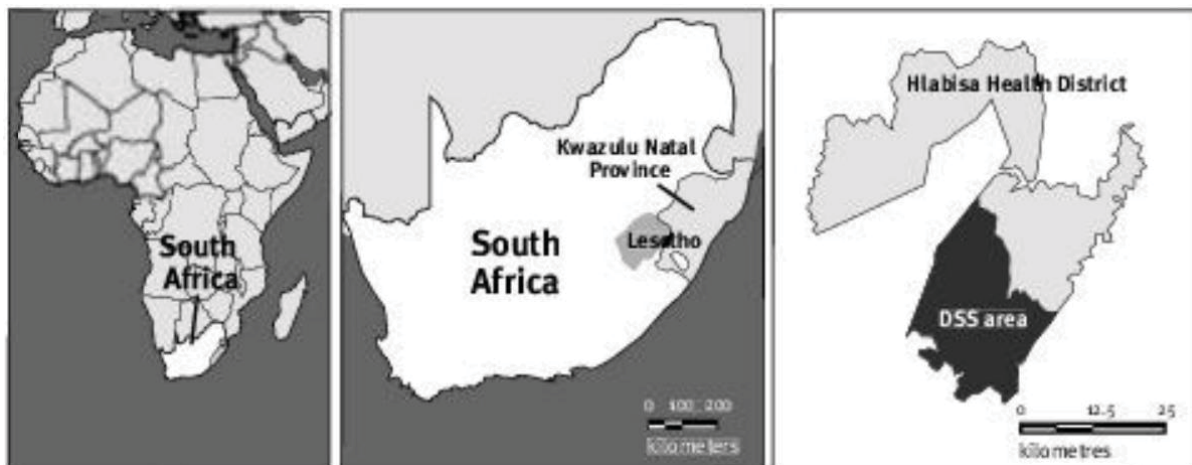 South
Africa
Kwazulu Natal
Province
Lesotho
South
Africa
0 100 200
kilometers
Hlabisa Health District
DSS area
0 12.5 25
kilometres